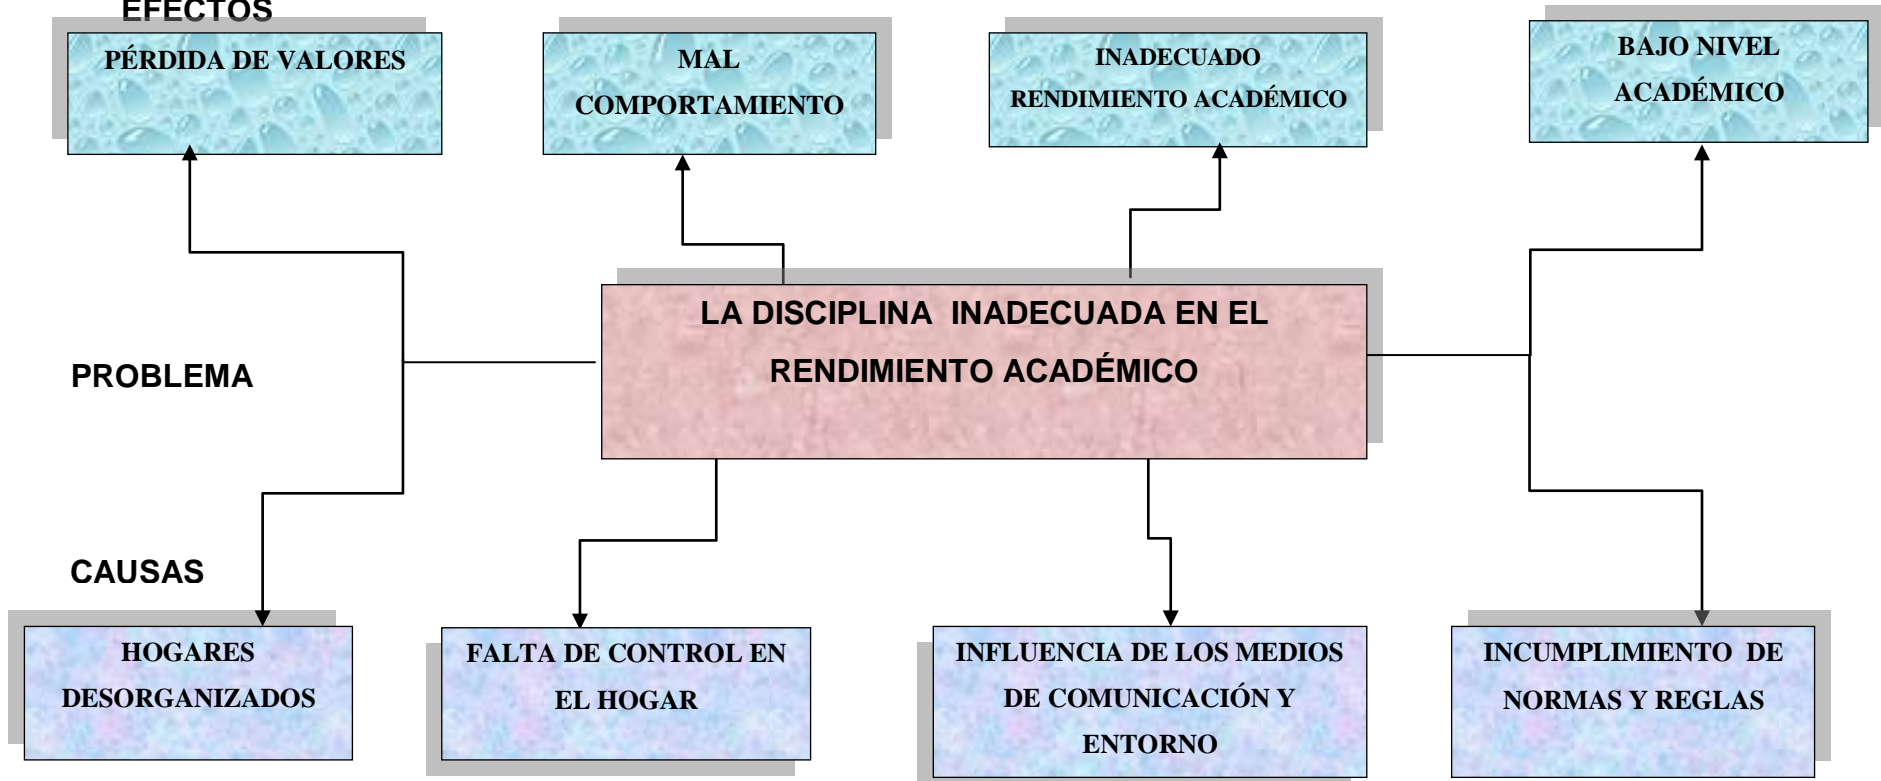 EFECTOS
PÉRDIDA DE VALORES
MAL
COMPORTAMIENTO
INADECUADO
RENDIMIENTO ACADÉMICO
BAJO NIVEL
ACADÉMICO
PROBLEMA
LA DISCIPLINA  INADECUADA EN EL
RENDIMIENTO ACADÉMICO
CAUSAS
HOGARES
DESORGANIZADOS
FALTA DE CONTROL EN
EL HOGAR
INFLUENCIA DE LOS MEDIOS
DE COMUNICACIÓN Y
ENTORNO
INCUMPLIMIENTO  DE
NORMAS Y REGLAS